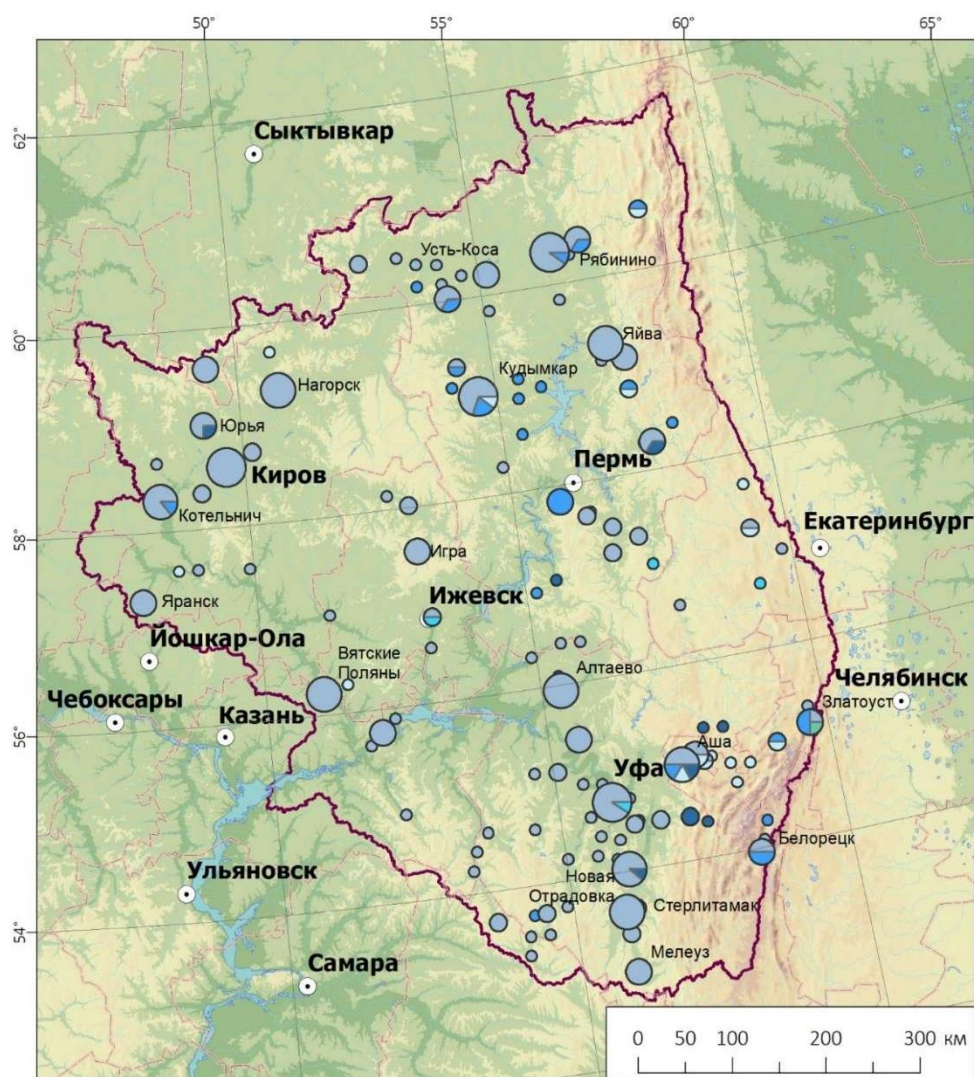 50° 55° 60° 65°
62°
Сыктывкар
Усть-Коса
Рябинино
60°
Яйва
Кудымкар
Нагорск
Юрья
Киров
Пермь
Котельнич
Екатеринбург
58°
Игра
Ижевск
Яранск
Йошкар-Ола
Вятские
Поляны
Алтаево
Челябинск
Чебоксары
Казань
Златоуст
56°
Аша
Уфа
Белорецк
Ульяновск
Новая
Отрадовка
Стерлитамак
54°
Мелеуз
Самара
0 50 100 200 300 КМ